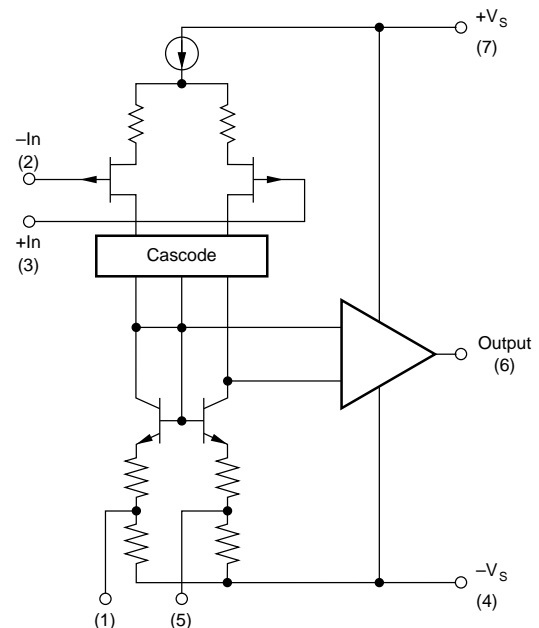 +VS
(7)
–In
(2)
+In
(3)
Cascode
Output
(6)
–VS
(4)
(1)
(5)